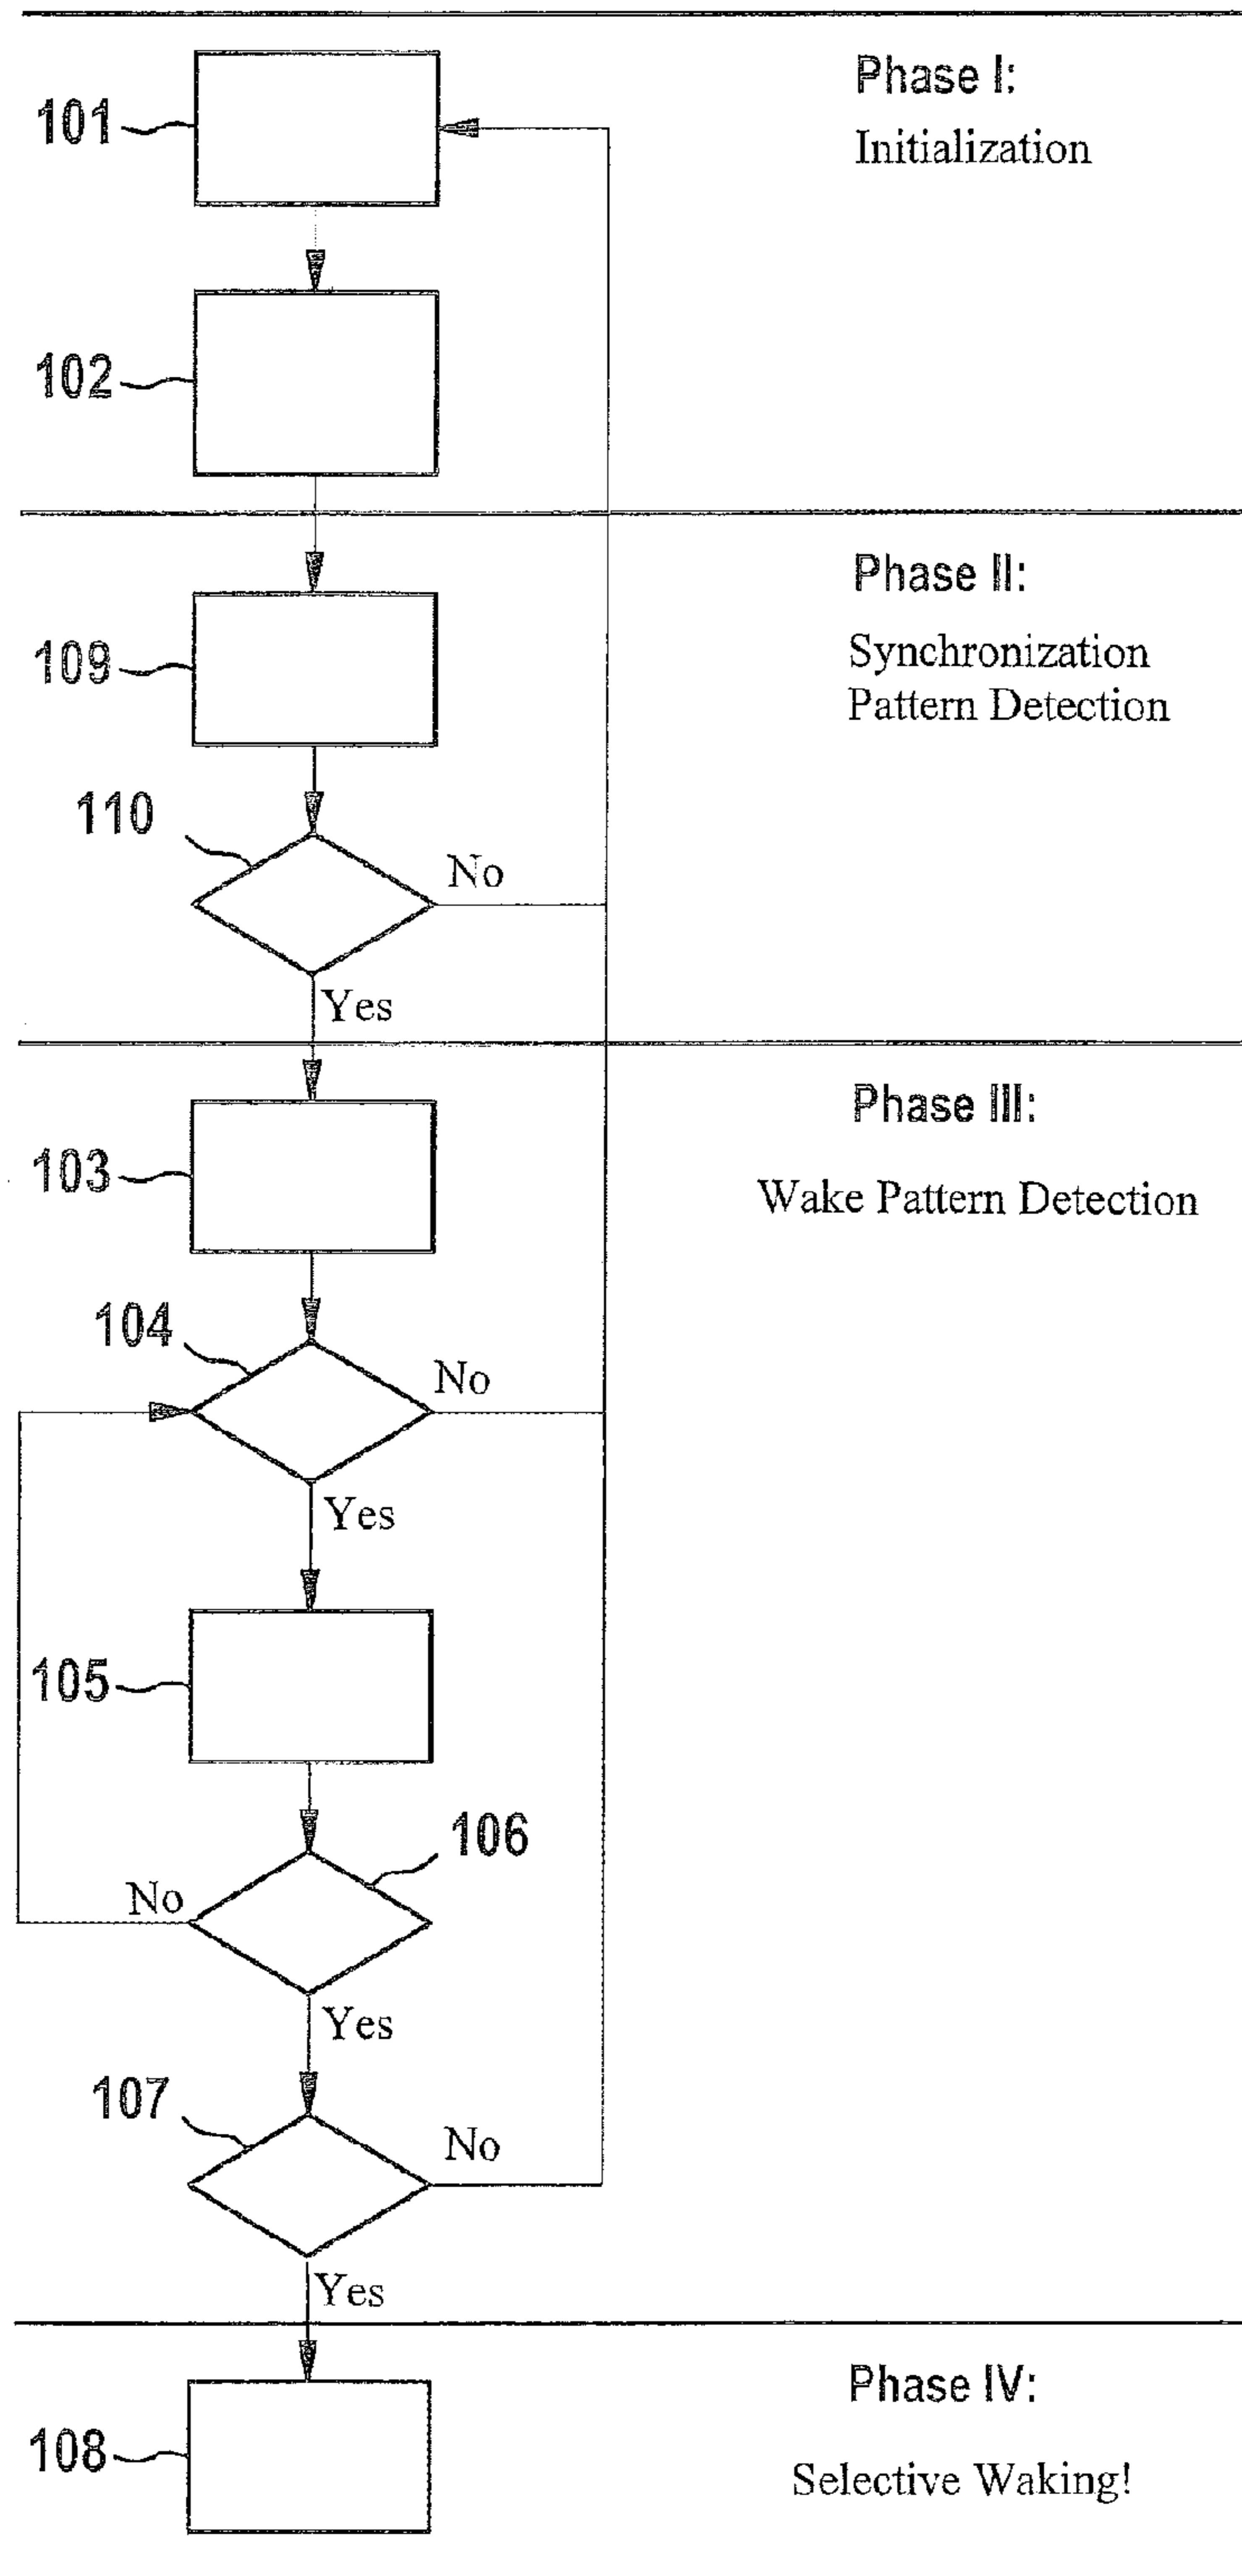 Phase I:
101
Initialization
102
Phase II:
109
Synchronization
Pattern Detection
110
No
Yes
Phase III:
103
Wake Pattern Detection
104
No
Yes
105
106
No
Yes
107
No
Yes
Phase IV:
108
Selective Waking!